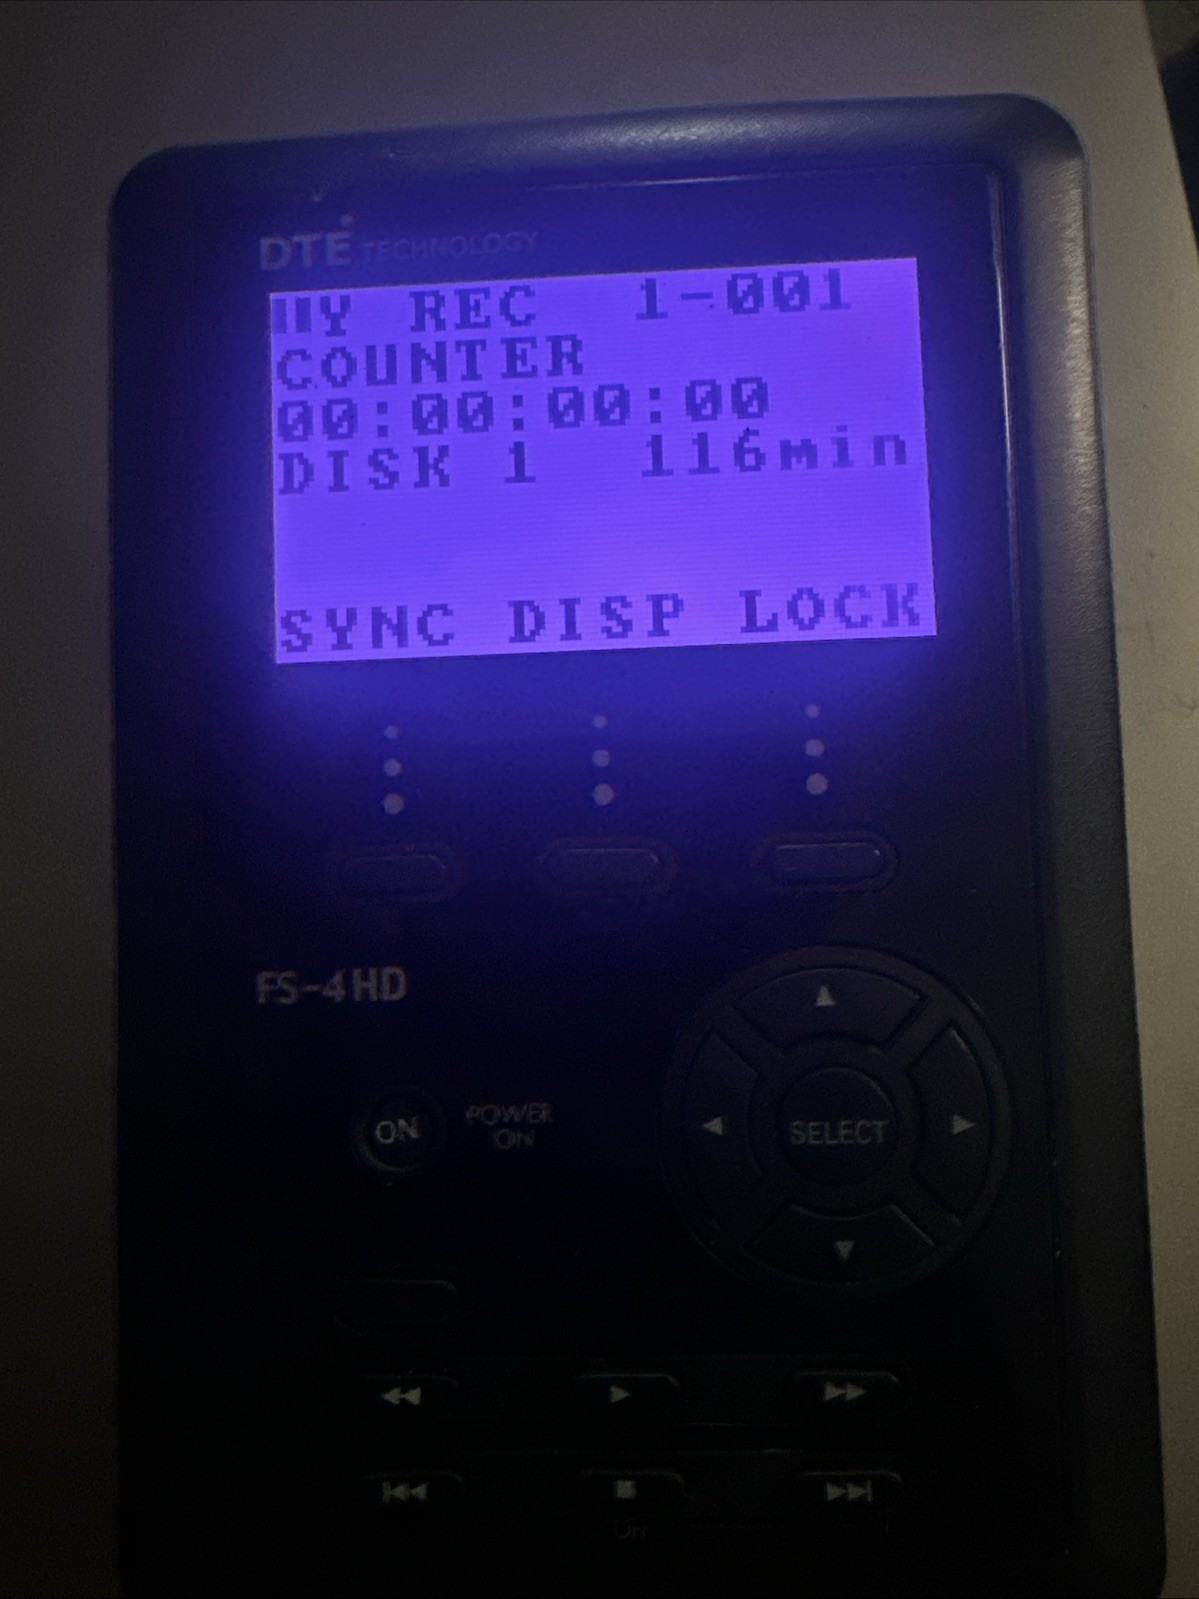 DTE TECHNOLOGY
Y REC 1-001
COUNTER
00:00:00:00
DISK 1 116min
SYNC DISP LOCK
FS-4HD
ON POWER ON
SELECT
OFF